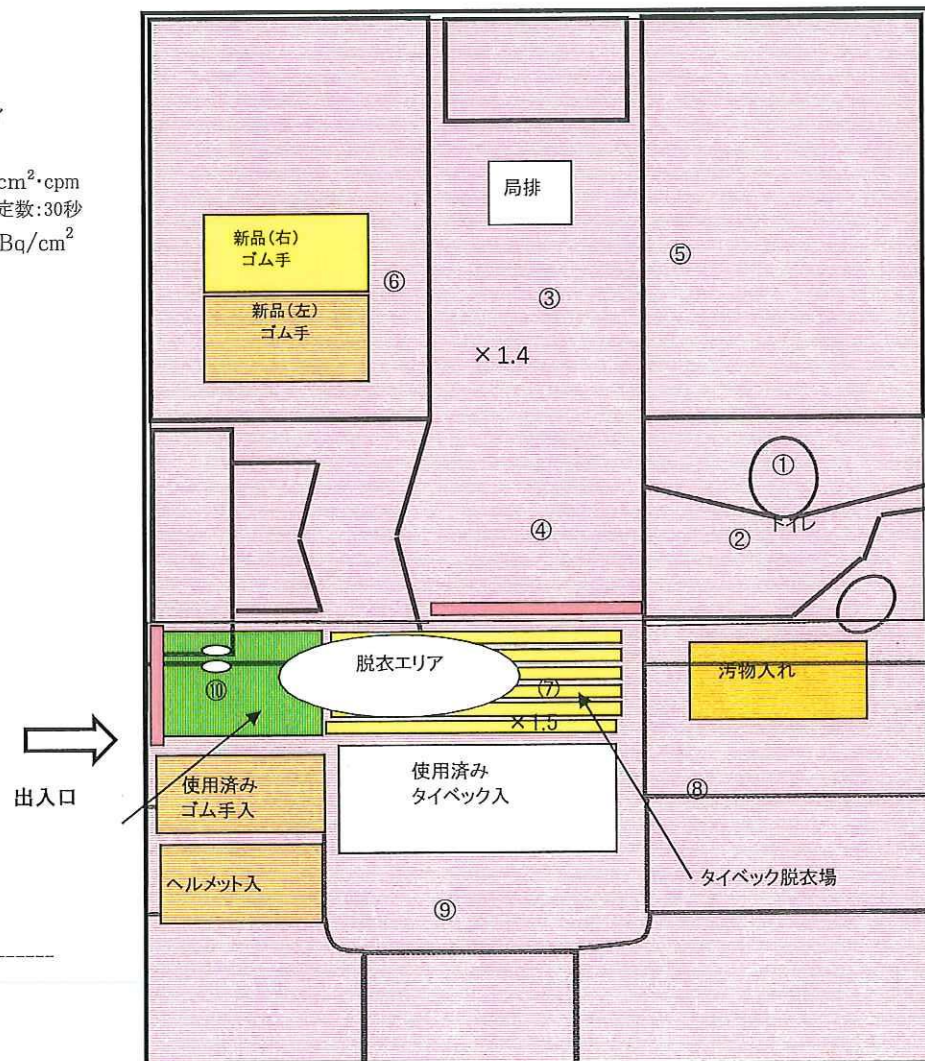 cm²・cpm
定数:30秒
Bq/cm²
局排
新品(右)
ゴム手
新品(左)
ゴム手
⑥
③
⑤
×1.4
①
トイレ
②
④
脱衣エリア
⑦
×1.5
⑩
汚物入れ
出入口
使用済み
ゴム手入
使用済み
タイベック入
⑧
ヘルメット入
タイベック脱衣場
⑨